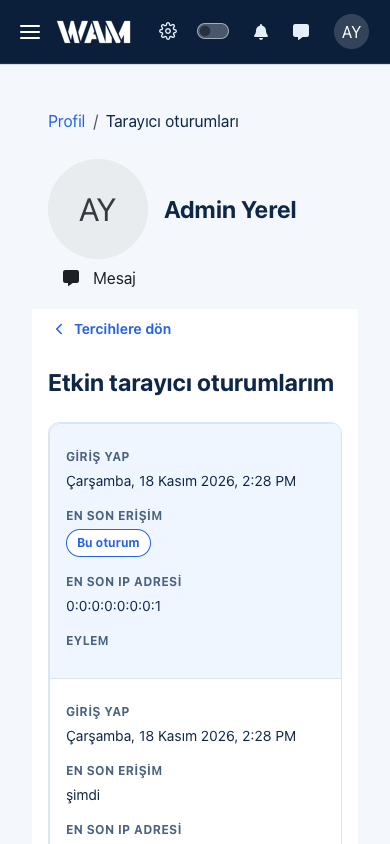 WAM
AY
Profil / Tarayıcı oturumları
AY
Admin Yerel
Mesaj
Tercihlere dön
Etkin tarayıcı oturumlarım
GİRİŞ YAP
Çarşamba, 18 Kasım 2026, 2:28 PM
EN SON ERİŞİM
Bu oturum
EN SON IP ADRESİ
0:0:0:0:0:0:0:1
EYLEM
GİRİŞ YAP
Çarşamba, 18 Kasım 2026, 2:28 PM
EN SON ERİŞİM
şimdi
EN SON IP ADRESİ